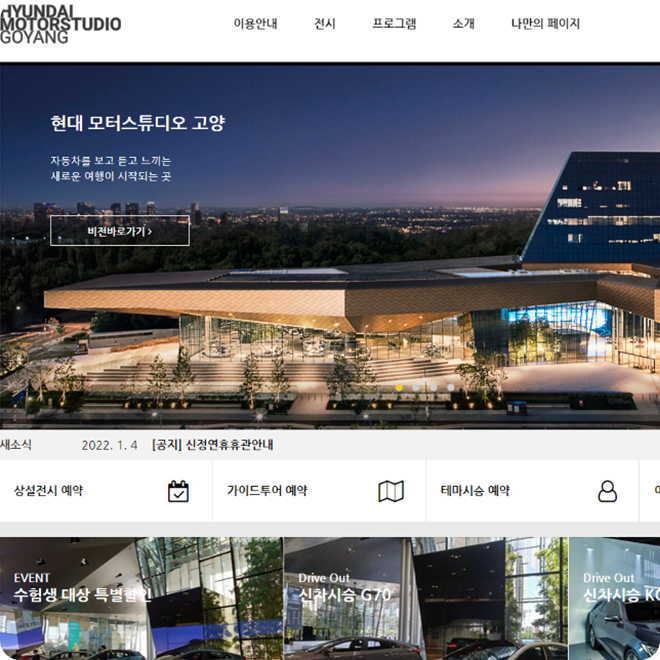 HYUNDAI
MOTORSTUDIO
GOYANG
이용안내 전시 프로그램 소개 나만의 페이지
현대 모터스튜디오 고양
자동차를 보고 듣고 느끼는
새로운 여행이 시작되는 곳
비전바로가기 >
새소식 2022. 1. 4 [공지] 신정연휴휴관안내
상설전시 예약 가이드투어 예약 테마시승 예약
EVENT
수험생 대상 특별할인
Drive Out
신차시승 G70
Drive Out
신차시승